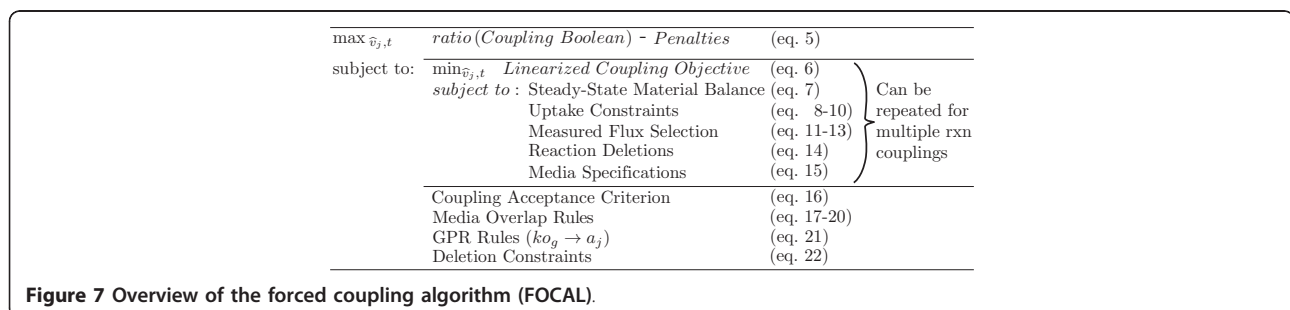 max v̂j,t ratio(Coupling Boolean) - Penalties (eq. 5)
subject to: min v̂j,t Linearized Coupling Objective (eq. 6)
subject to : Steady-State Material Balance (eq. 7) Can be
Uptake Constraints (eq. 8-10) repeated for
Measured Flux Selection (eq. 11-13) multiple rxn
Reaction Deletions (eq. 14) couplings
Media Specifications (eq. 15)
Coupling Acceptance Criterion (eq. 16)
Media Overlap Rules (eq. 17-20)
GPR Rules (ko_g → a_j) (eq. 21)
Deletion Constraints (eq. 22)
Figure 7 Overview of the forced coupling algorithm (FOCAL).